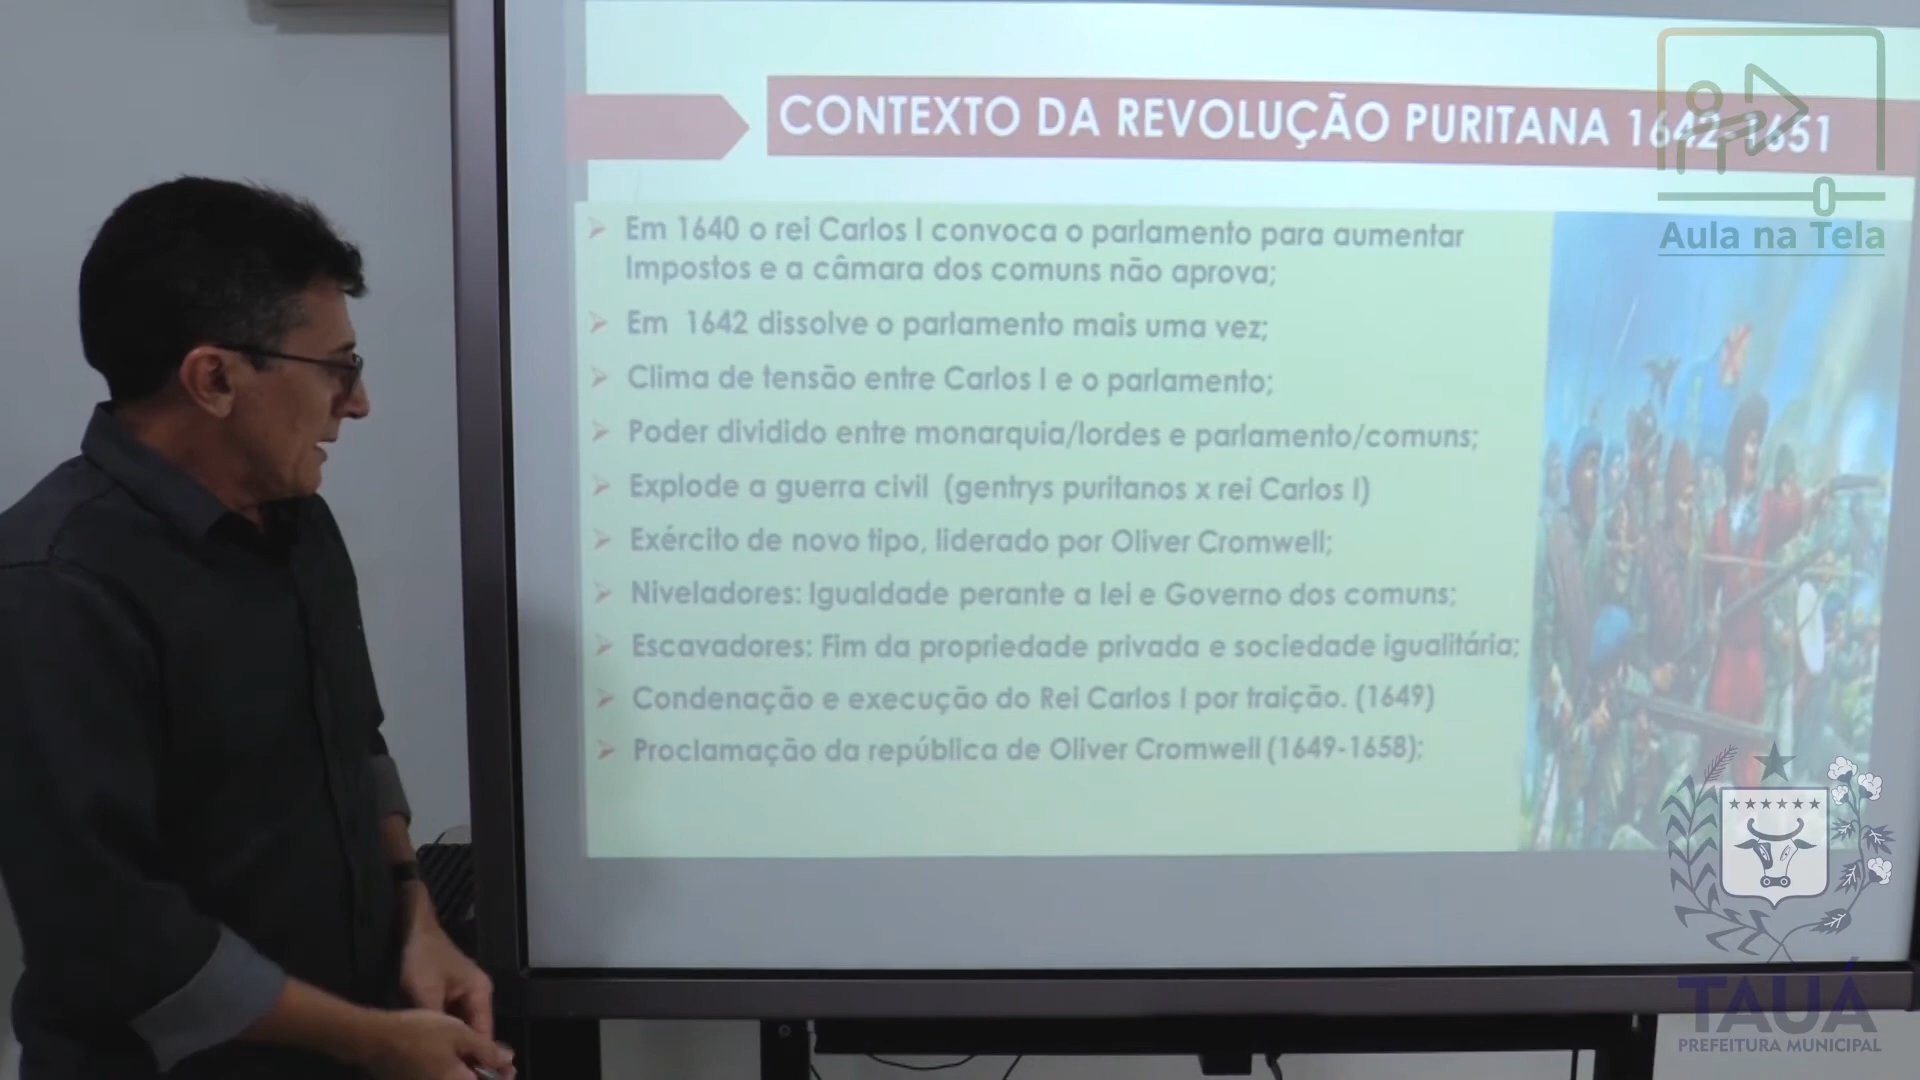 CONTEXTO DA REVOLUÇÃO PURITANA 1642-1651
Em 1640 o rei Carlos I convoca o parlamento para aumentar
Impostos e a câmara dos comuns não aprova;
Em 1642 dissolve o parlamento mais uma vez;
Clima de tensão entre Carlos I e o parlamento;
Poder dividido entre monarquia/lordes e parlamento/comuns;
Explode a guerra civil (gentrys puritanos x rei Carlos I)
Exército de novo tipo, liderado por Oliver Cromwell;
Niveladores: Igualdade perante a lei e Governo dos comuns;
Escavadores: Fim da propriedade privada e sociedade igualitária;
Condenação e execução do Rei Carlos I por traição. (1649)
Proclamação da república de Oliver Cromwell (1649-1658):
Aula na Tela
TAUÁ
PREFEITURA MUNICIPAL